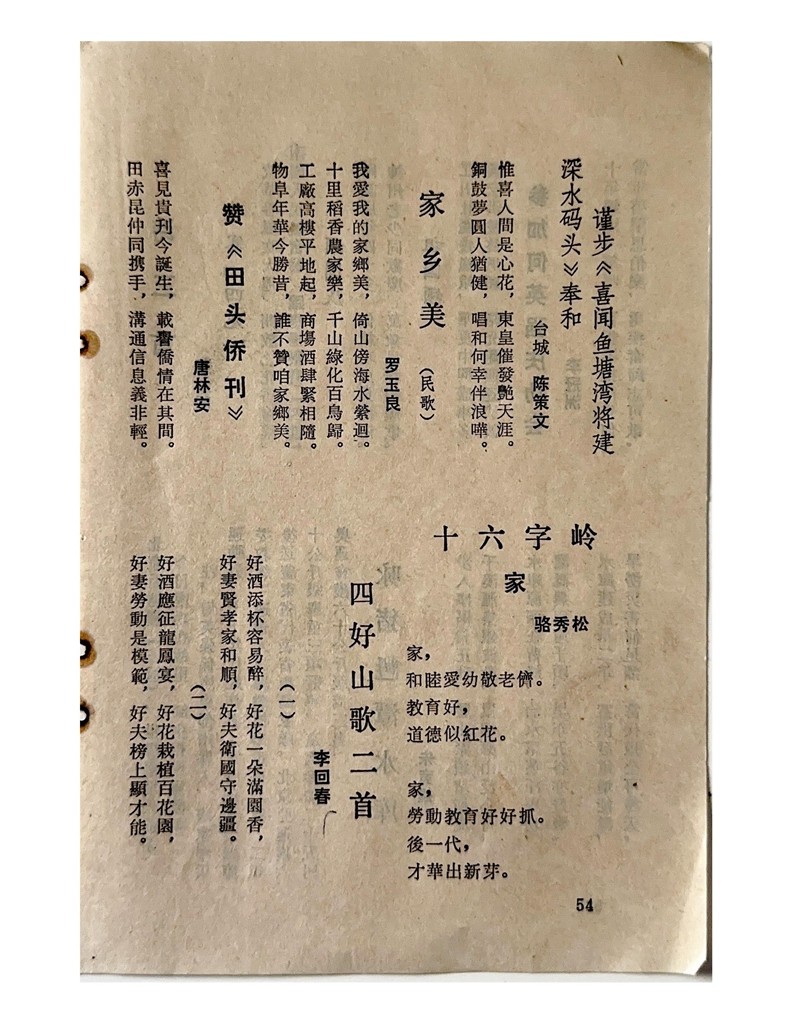 谨步《喜闻鱼塘湾将建
深水码头》奉和
台城 陈策文
惟喜人間是心花，東皇催發艷天涯。
銅鼓夢圓人猶健，唱和何幸伴浪嘩。
家乡美（民歌）
罗玉良
我愛我的家鄉美，倚山傍海水縈迴。
十里稻香農家樂，千山綠化百鳥歸。
工廠高樓平地起，商場酒肆緊相隨。
物阜年華今勝昔，誰不贊咱家鄉美。
赞《田头侨刊》
唐林安
喜見貴刊今誕生，載譽僑情在其間。
田赤昆仲同携手，溝通信息義非輕。
十六字岭
家
骆秀松
家，
和睦愛幼敬老儕。
教育好，
道德似紅花。
家，
勞動教育好好抓。
後一代，
才華出新芽。
四好山歌二首
李回春
（一）
好酒添杯容易醉，好花一朵滿園香，
好妻賢孝家和順，好夫衛國守邊疆。
（二）
好酒應征龍鳳宴，好花栽植百花園，
好妻勞動是模範，好夫榜上顯才能。
54